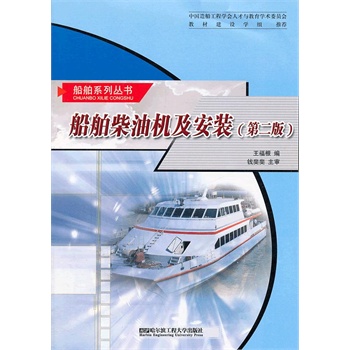 中国造船工程学会人才与教育学术委员会
教材建设学组 推荐
船舶系列丛书
CHUANBO XILIE CONGSHU
船舶柴油机及安装(第二版)
王福根 编
钱昊奕 主审
哈尔滨工程大学出版社
Harbin Engineering University Press